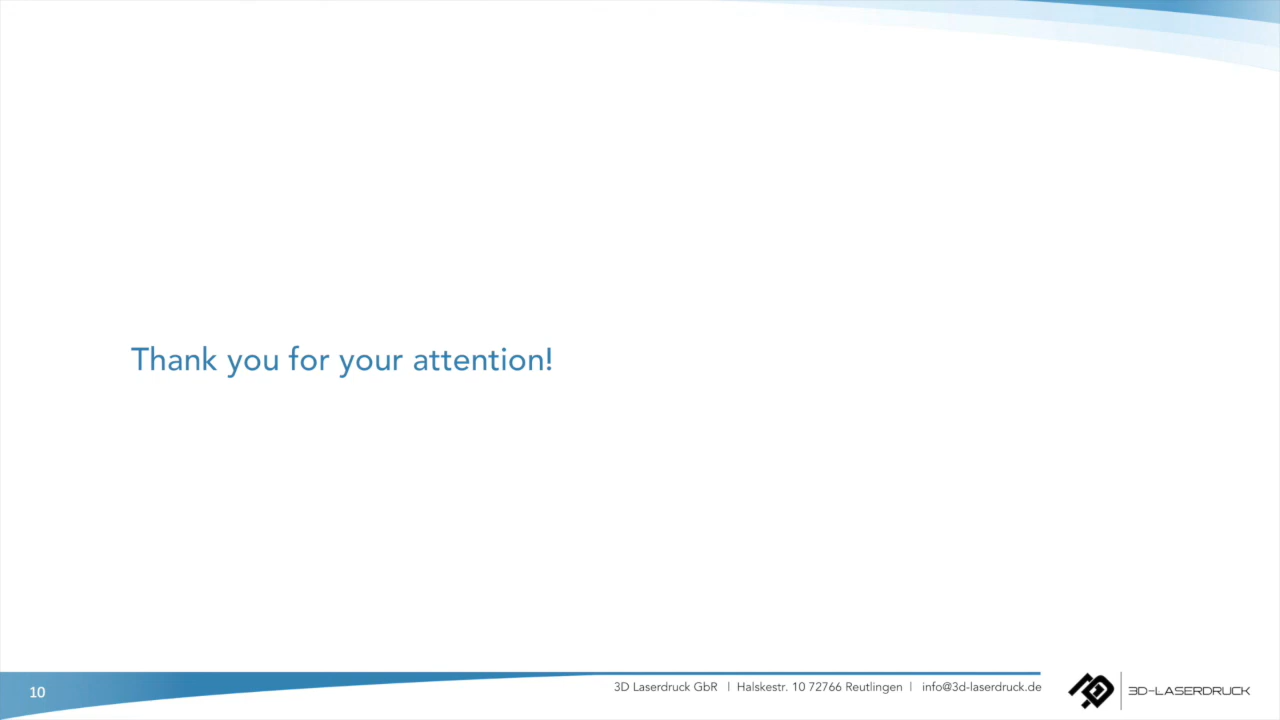 Thank you for your attention!
10
3D Laserdruck GbR | Halskestr. 10 72766 Reutlingen | info@3d-laserdruck.de
3D-LASERDRUCK